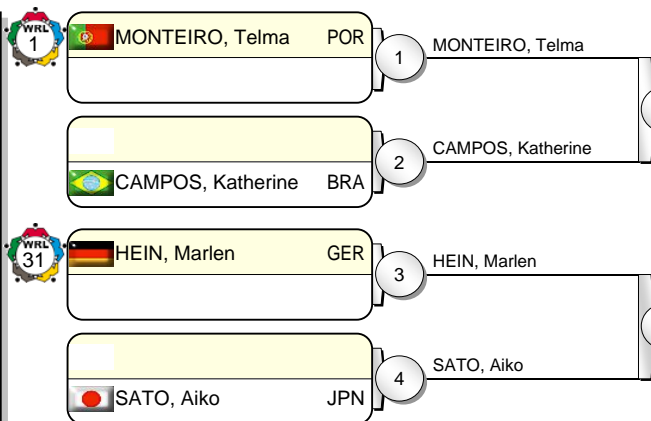 WRL
1
MONTEIRO, Telma POR
1
MONTEIRO, Telma
CAMPOS, Katherine BRA
2
CAMPOS, Katherine
WRL
31
HEIN, Marlen GER
3
HEIN, Marlen
SATO, Aiko JPN
4
SATO, Aiko